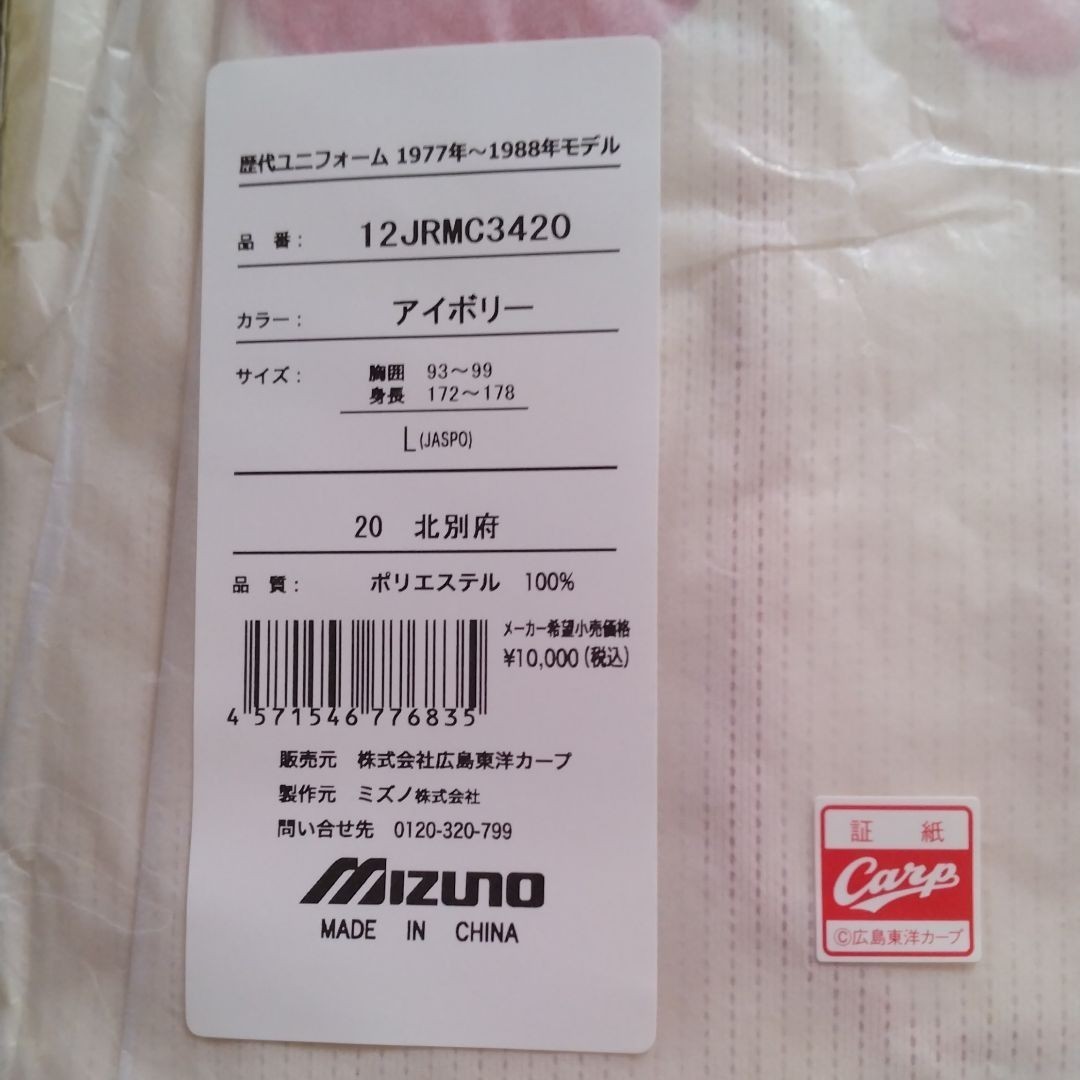 歴代ユニフォーム 1977年～1988年モデル
品 番： 12JRMC3420
カラー： アイボリー
サイズ： 胸囲 93～99
身長 172～178
L(JASPO)
20 北別府
品 質： ポリエステル 100%
メーカー希望小売価格
¥10,000(税込)
4 571546 776835
販売元 株式会社広島東洋カープ
製作元 ミズノ株式会社
問い合せ先 0120-320-799
MIZUNO
MADE IN CHINA
証 紙
Carp
©広島東洋カープ